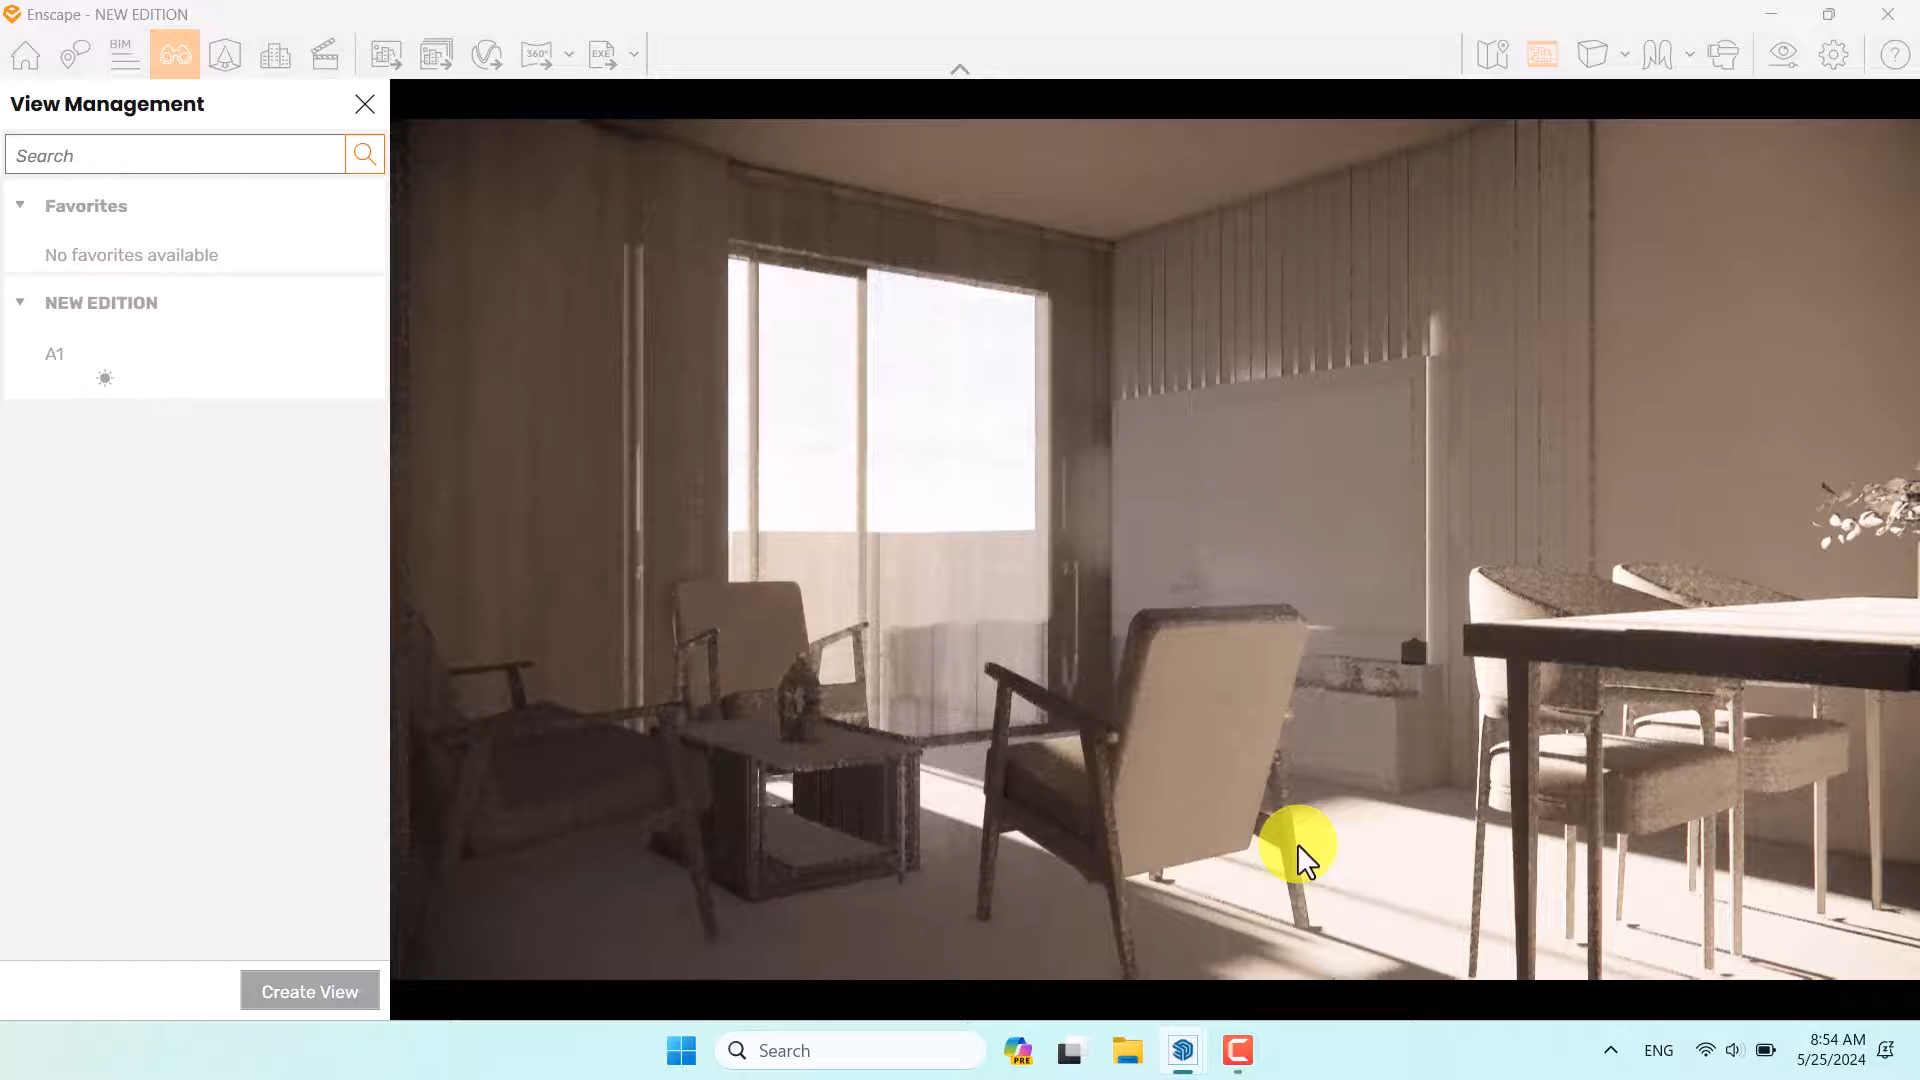 Enscape - NEW EDITION
BIM
360°
EXE
View Management
Search
Favorites
No favorites available
NEW EDITION
A1
Create View
Search
PRE
ENG
8:54 AM
5/25/2024